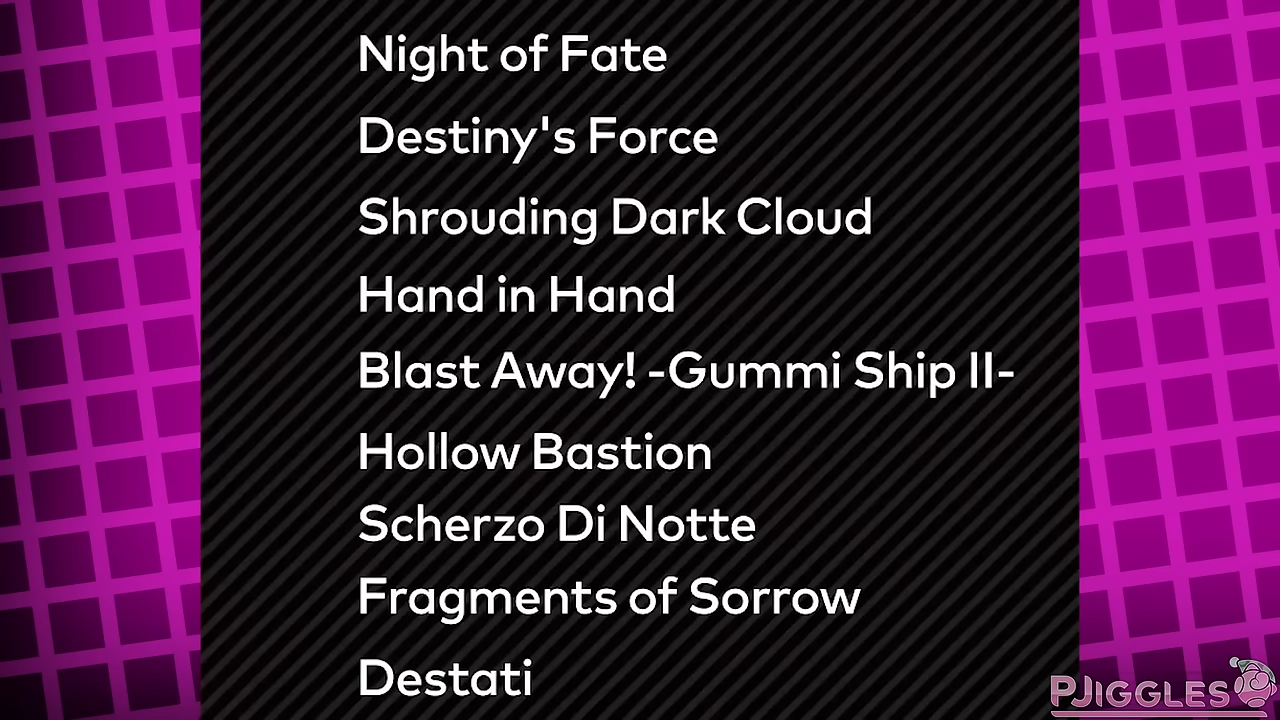 Night of Fate
Destiny's Force
Shrouding Dark Cloud
Hand in Hand
Blast Away! -Gummi Ship II-
Hollow Bastion
Scherzo Di Notte
Fragments of Sorrow
Destati
PJIGGLES